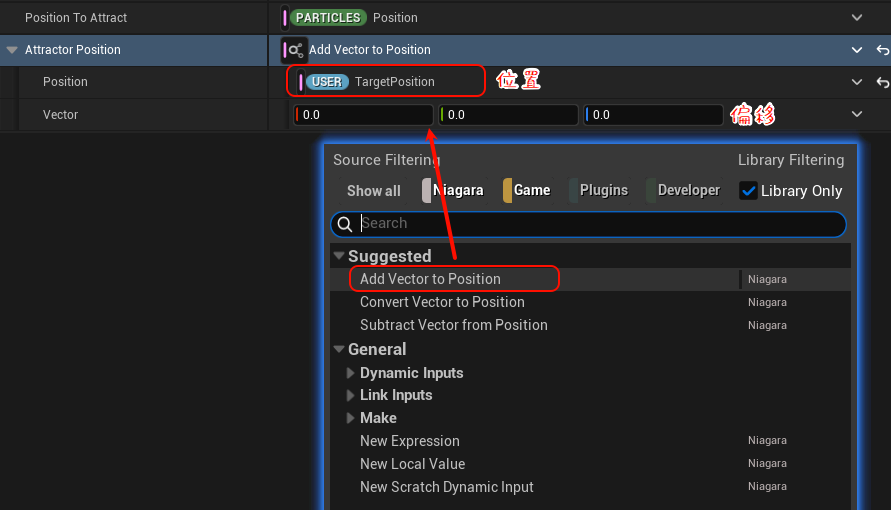 Position To Attract PARTICLES Position
Attractor Position Add Vector to Position
Position USER TargetPosition 位置
Vector 0.0 0.0 0.0 偏移
Source Filtering Library Filtering
Show all Niagara Game Plugins Developer Library Only
Search
Suggested
Add Vector to Position Niagara
Convert Vector to Position Niagara
Subtract Vector from Position Niagara
General
Dynamic Inputs
Link Inputs
Make
New Expression Niagara
New Local Value Niagara
New Scratch Dynamic Input Niagara